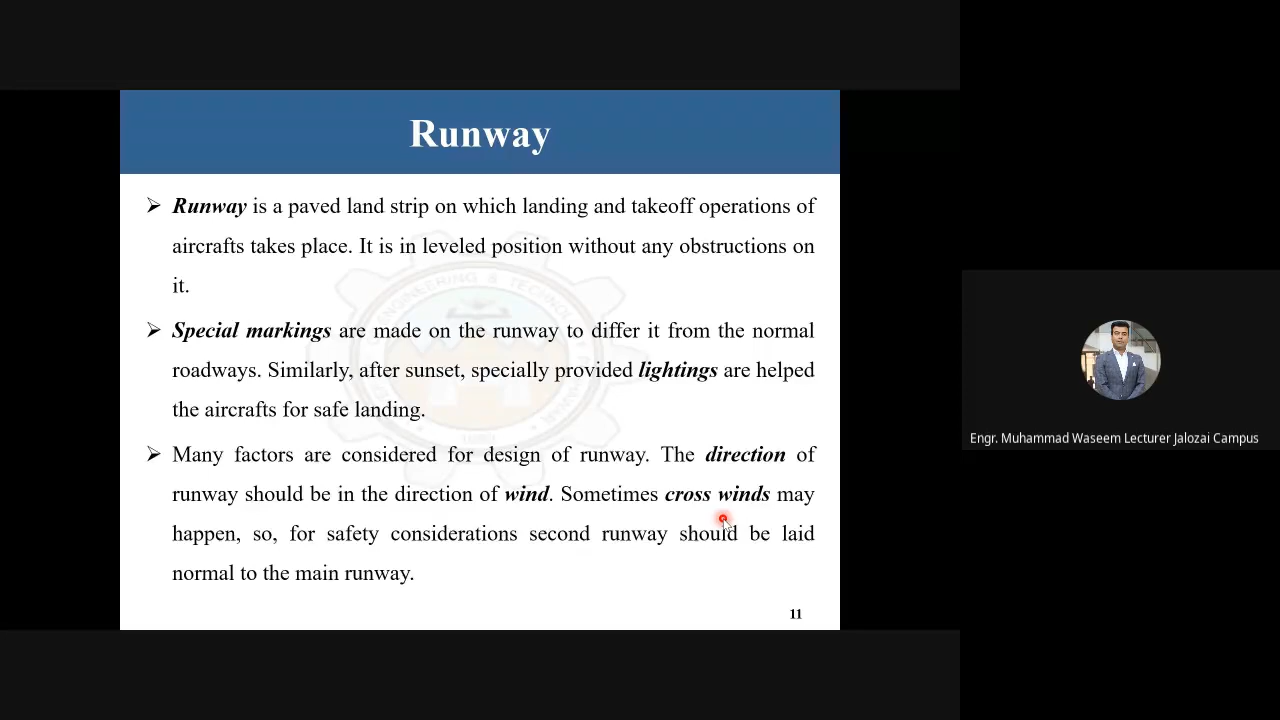 Runway
➢ Runway is a paved land strip on which landing and takeoff operations of
aircrafts takes place. It is in leveled position without any obstructions on
it.
➢ Special markings are made on the runway to differ it from the normal
roadways. Similarly, after sunset, specially provided lightings are helped
the aircrafts for safe landing.
➢ Many factors are considered for design of runway. The direction of
runway should be in the direction of wind. Sometimes cross winds may
happen, so, for safety considerations second runway should be laid
normal to the main runway.
11
Engr. Muhammad Waseem Lecturer Jalozai Campus